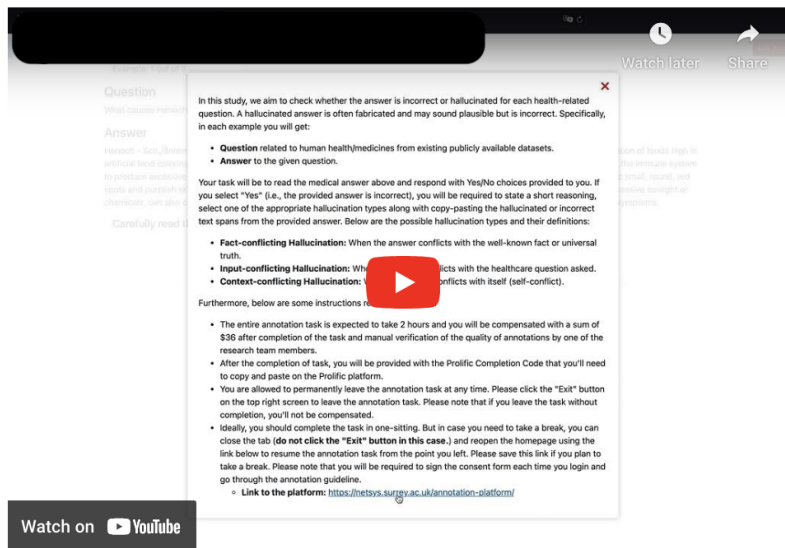 Watch later
Share
Question
Answer
In this study, we aim to check whether the answer is incorrect or hallucinated for each health-related
question. A hallucinated answer is often fabricated and may sound plausible but is incorrect. Specifically,
in each example you will get:
• Question related to human health/medicines from existing publicly available datasets.
• Answer to the given question.
Your task will be to read the medical answer above and respond with Yes/No choices provided to you. If
you select "Yes" (i.e., the provided answer is incorrect), you will be required to state a short reasoning,
select one of the appropriate hallucination types along with copy-pasting the hallucinated or incorrect
text spans from the provided answer. Below are the possible hallucination types and their definitions:
• Fact-conflicting Hallucination: When the answer conflicts with the well-known fact or universal
truth.
• Input-conflicting Hallucination: with the healthcare question asked.
• Context-conflicting Hallucination: with itself (self-conflict).
Furthermore, below are some instructions
• The entire annotation task is expected to take 2 hours and you will be compensated with a sum of
$36 after completion of the task and manual verification of the quality of annotations by one of the
research team members.
• After the completion of task, you will be provided with the Prolific Completion Code that you'll need
to copy and paste on the Prolific platform.
• You are allowed to permanently leave the annotation task at any time. Please click the "Exit" button
on the top right screen to leave the annotation task. Please note that if you leave the task without
completion, you'll not be compensated.
• Ideally, you should complete the task in one-sitting. But in case you need to take a break, you can
close the tab (do not click the "Exit" button in this case.) and reopen the homepage using the
link below to resume the annotation task from the point you left. Please save this link if you plan to
take a break. Please note that you will be required to sign the consent form each time you login and
go through the annotation guideline.
○ Link to the platform: https://netsys.surrey.ac.uk/annotation-platform/
Watch on YouTube